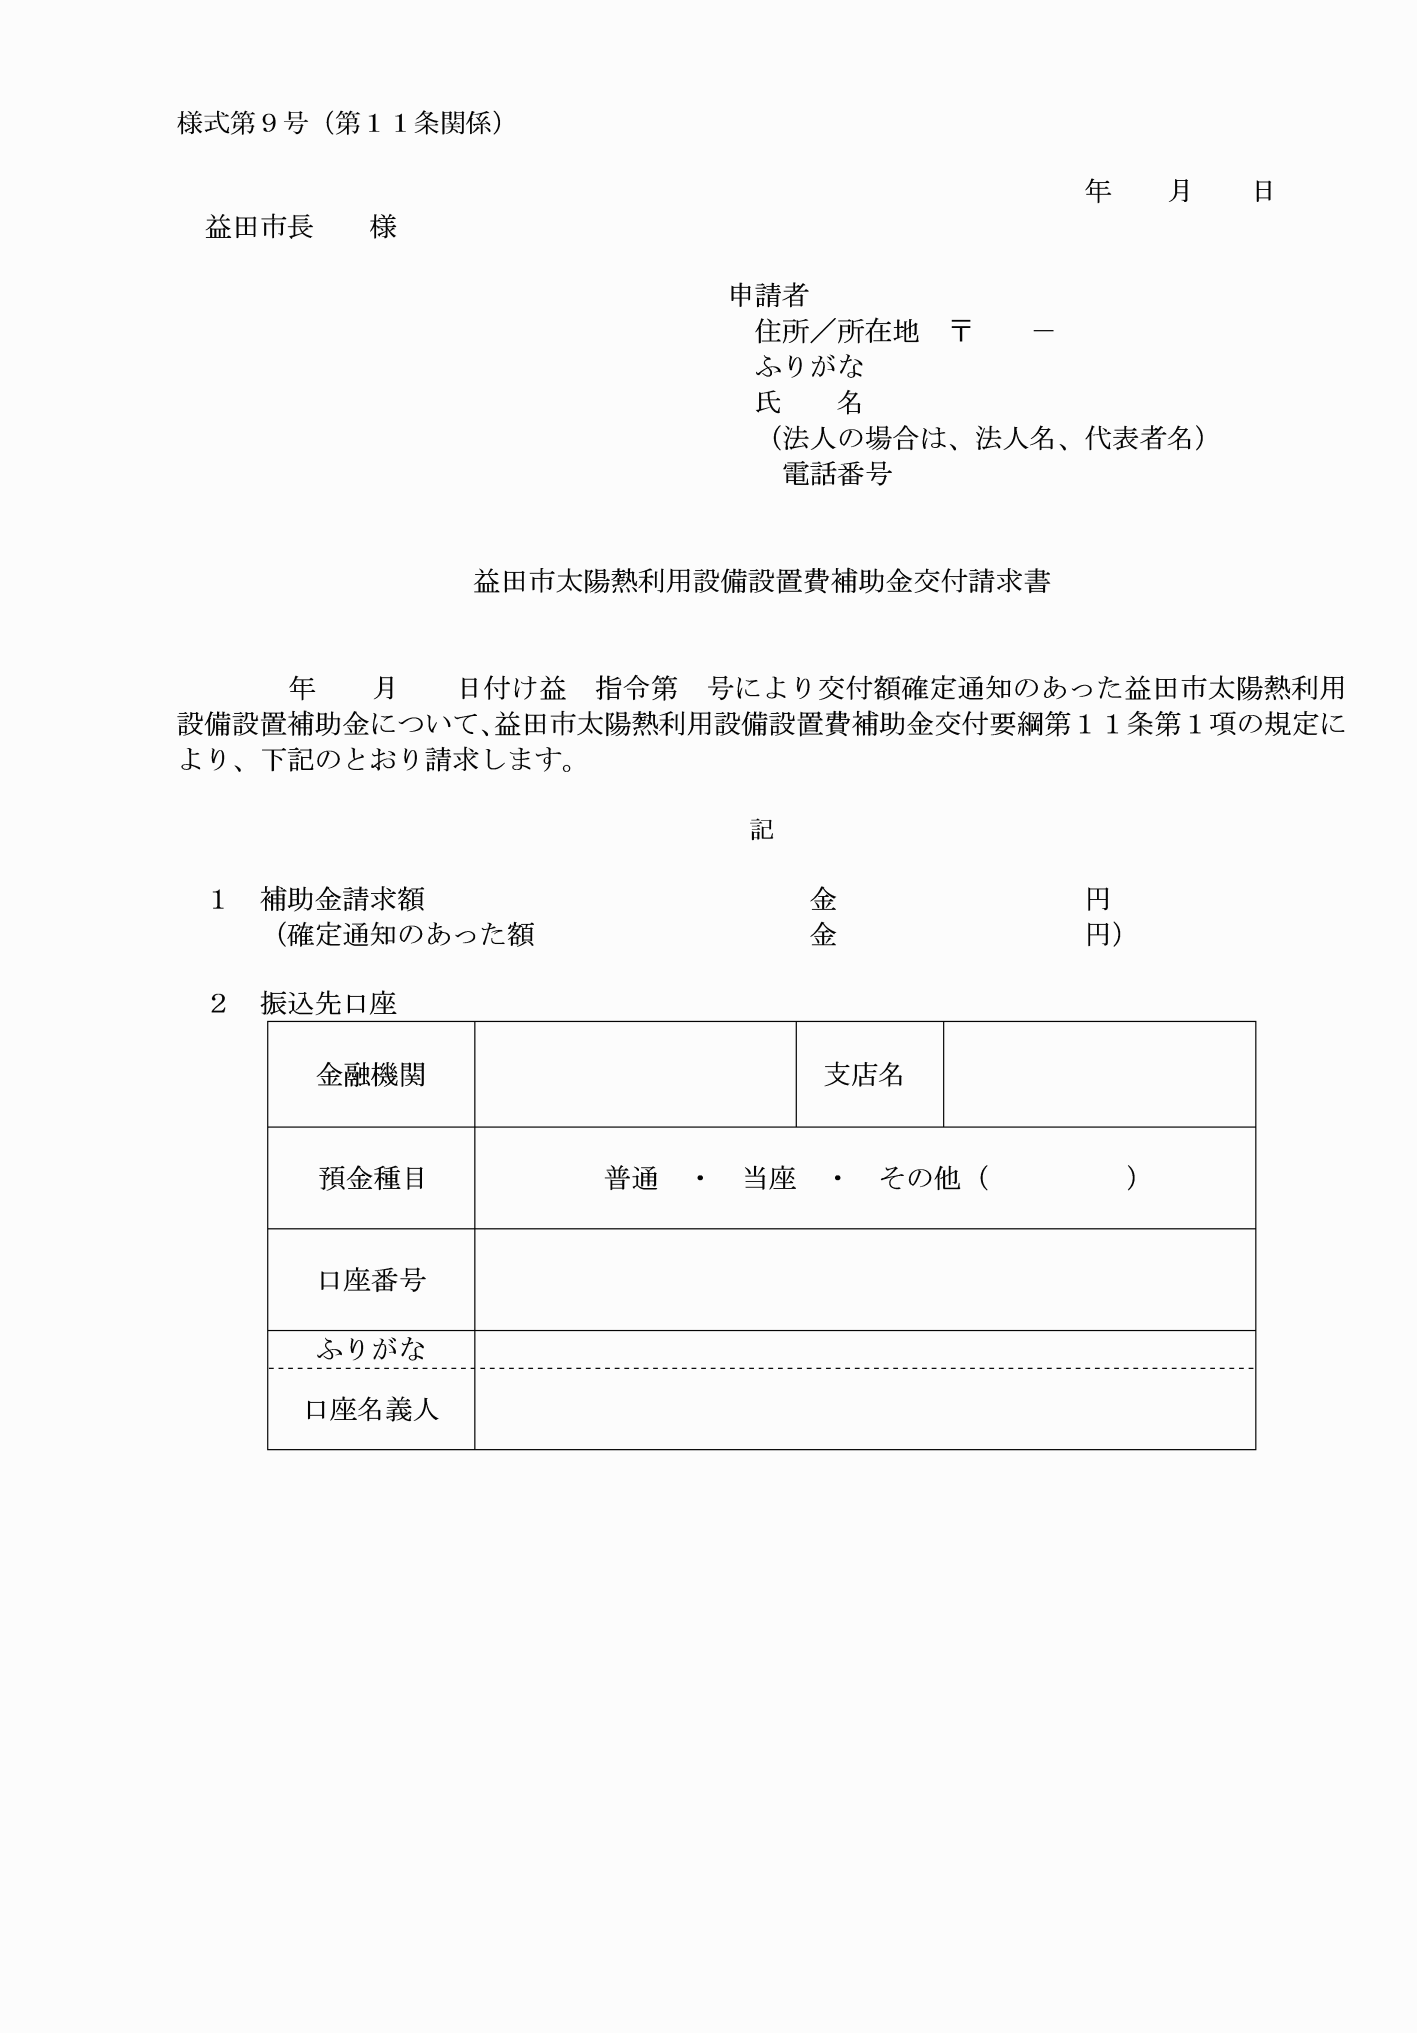 様式第９号（第１１条関係）
年　　月　　日
益田市長　　様
申請者
住所／所在地　〒　　－
ふりがな
氏　　名
（法人の場合は、法人名、代表者名）
電話番号
益田市太陽熱利用設備設置費補助金交付請求書
年　　月　　日付け益　指令第　号により交付額確定通知のあった益田市太陽熱利用
設備設置補助金について、益田市太陽熱利用設備設置費補助金交付要綱第１１条第１項の規定に
より、下記のとおり請求します。
記
１　補助金請求額　　　　　　　　　　　　　　金　　　　　　　　　円
（確定通知のあった額　　　　　　　　　　金　　　　　　　　　円）
２　振込先口座
金融機関　　　　　　　　支店名
預金種目　　普通　・　当座　・　その他（　　　　　）
口座番号
ふりがな
口座名義人